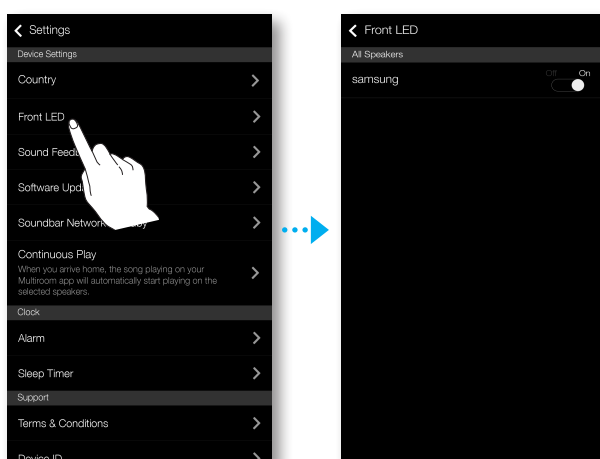 Settings
Device Settings
Country
Front LED
Sound Feed
Software Upd
Soundbar Network
Continuous Play
When you arrive home, the song playing on your
Multiroom app will automatically start playing on the
selected speakers.
Clock
Alarm
Sleep Timer
Support
Terms & Conditions
Device ID
Front LED
All Speakers
samsung
Off On